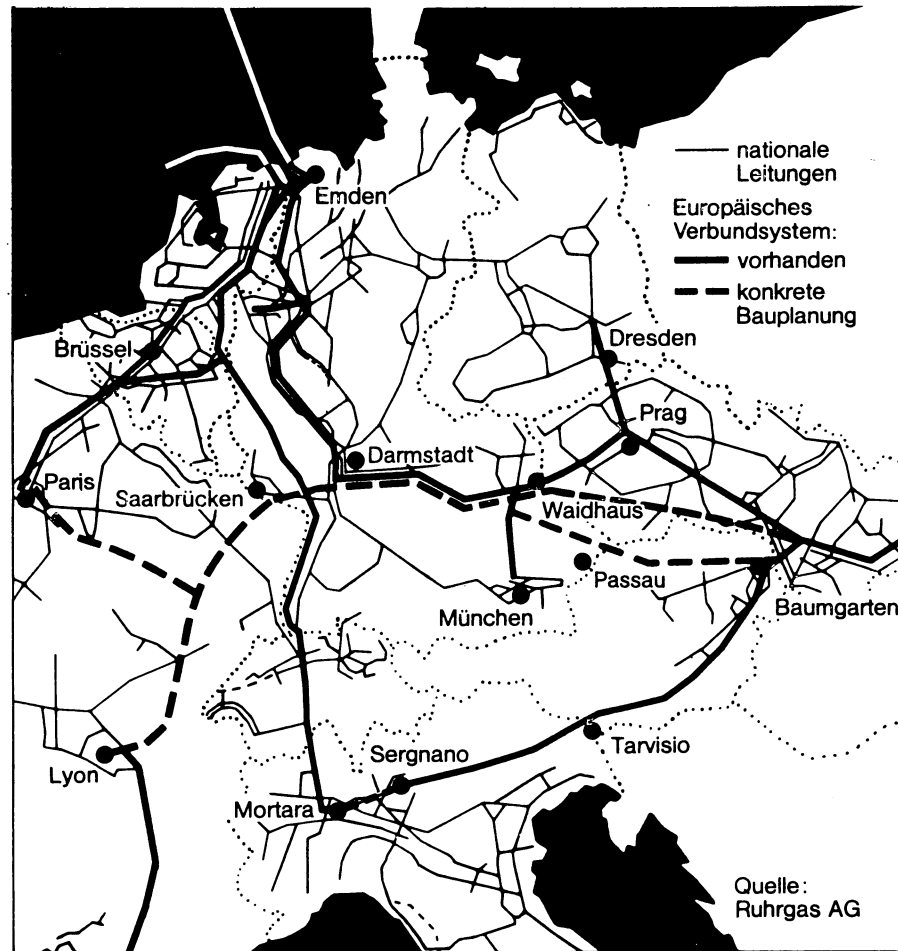 nationale
Leitungen
Europäisches
Verbundsystem:
vorhanden
konkrete
Bauplanung
Emden
Brüssel
Dresden
Prag
Darmstadt
Paris
Saarbrücken
Waidhaus
Passau
München
Baumgarten
Tarvisio
Sergnano
Lyon
Mortara
Quelle:
Ruhrgas AG